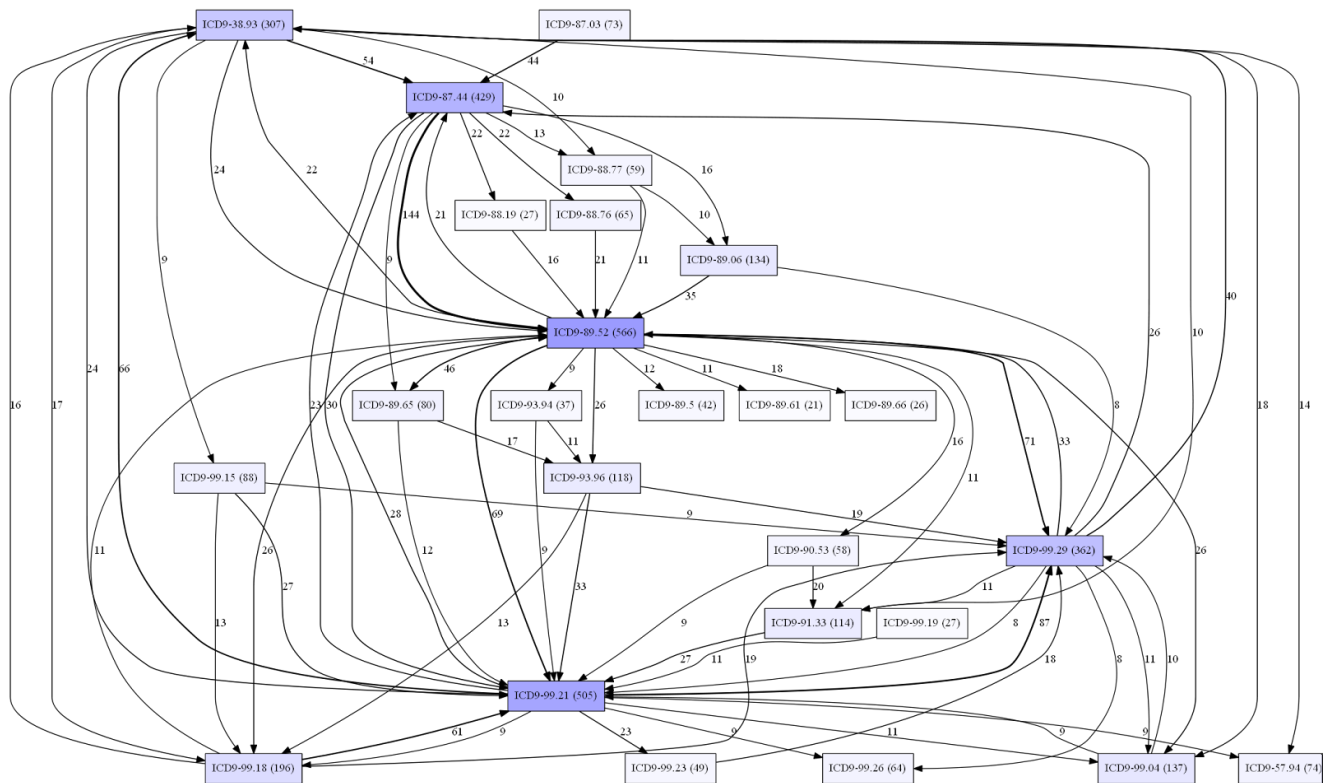 ICD9-38.93 (307)
ICD9-87.03 (73)
54
44
10
ICD9-87.44 (429)
22
22
13
16
24
22
ICD9-88.77 (59)
144
21
ICD9-88.19 (27)
ICD9-88.76 (65)
10
9
9
16
21
11
ICD9-89.06 (134)
35
40
26
ICD9-89.52 (566)
10
18
14
16
17
24
66
23
30
46
9
26
12
11
18
8
ICD9-89.65 (80)
ICD9-93.94 (37)
ICD9-89.5 (42)
ICD9-89.61 (21)
ICD9-89.66 (26)
17
11
16
71
33
ICD9-99.15 (88)
ICD9-93.96 (118)
11
28
69
9
19
11
26
27
12
9
33
ICD9-90.53 (58)
ICD9-99.29 (362)
26
20
11
13
13
9
ICD9-91.33 (114)
ICD9-99.19 (27)
8
87
27
11
19
18
8
11
10
ICD9-99.21 (505)
61
9
23
9
11
9
9
ICD9-99.18 (196)
ICD9-99.23 (49)
ICD9-99.26 (64)
ICD9-99.04 (137)
ICD9-57.94 (74)